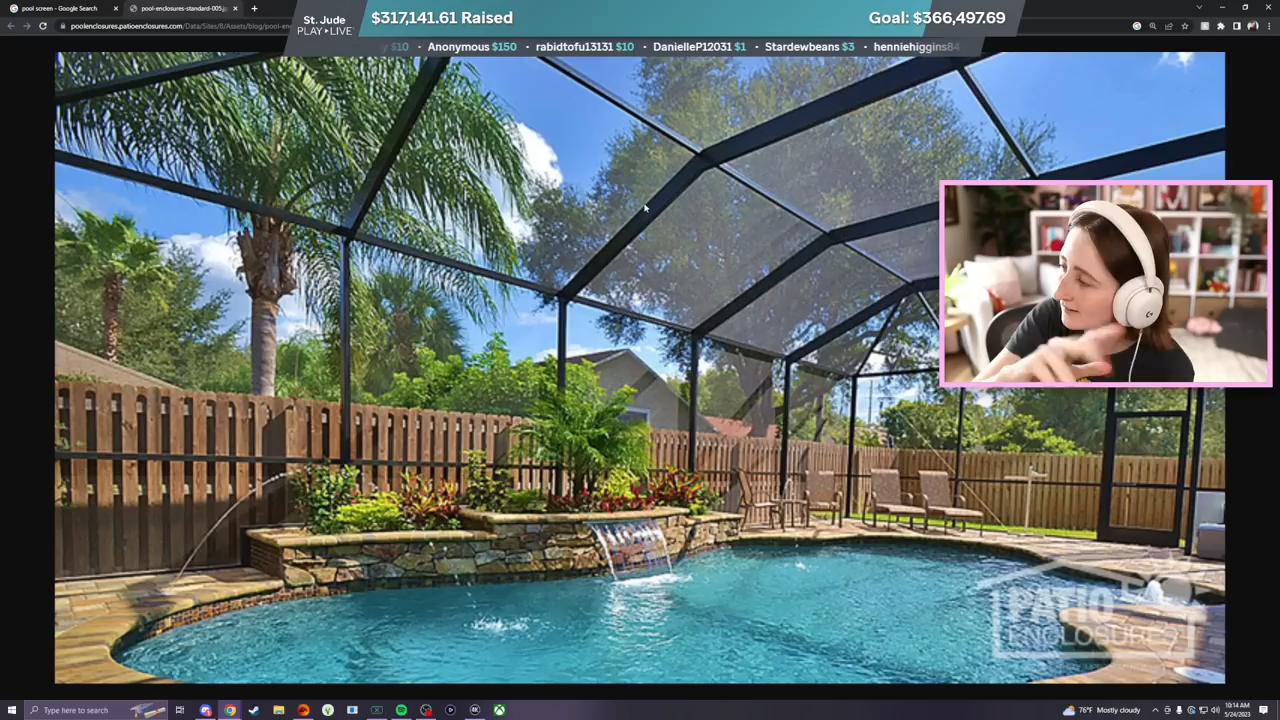 pool screen - Google Search
pool-enclosures-standard-005.j
St. Jude
PLAY LIVE
$317,141.61 Raised
Goal: $366,497.69
poolenclosures.patioenclosures.com/Data/Sites/8/Assets/blog/pool-en
$10 • Anonymous $150 • rabidtofu13131 $10 • DanielleP12031 $1 • Stardewbeans $3 • henniehiggins84
PATIO
ENCLOSURES
Type here to search
76°F Mostly cloudy
10:14 AM
5/24/2023